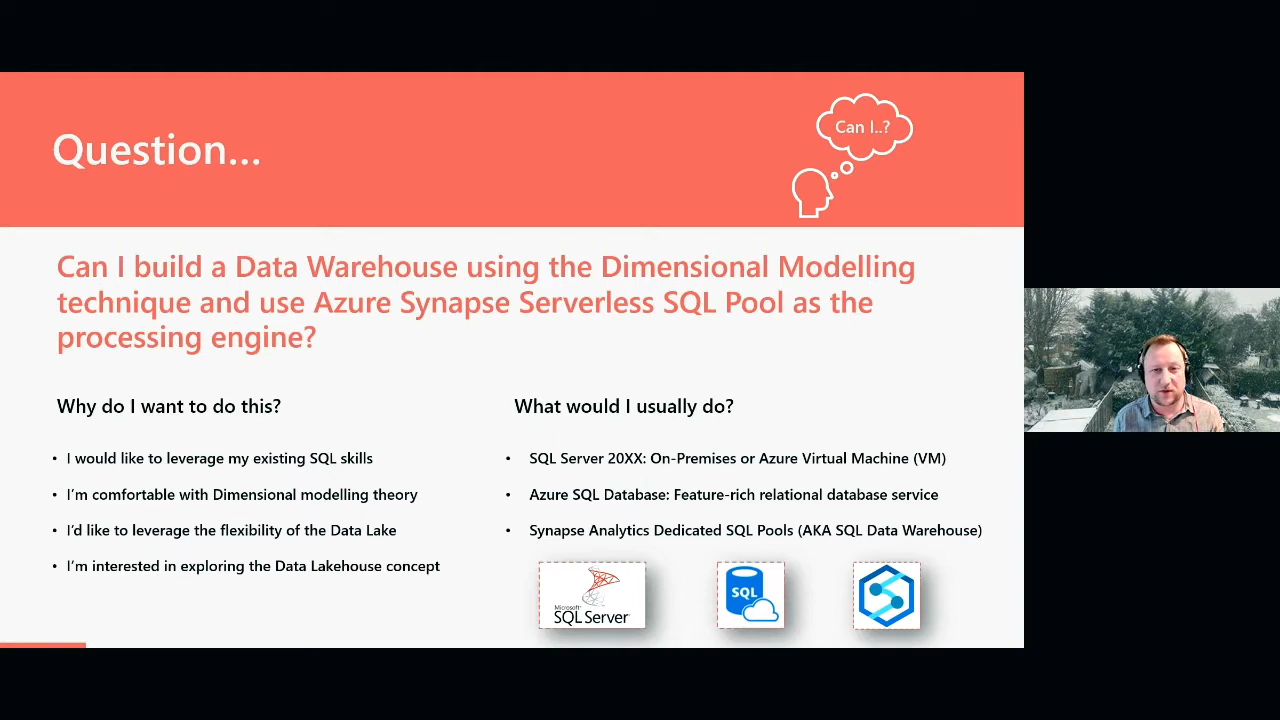 Question...
Can I..?
Can I build a Data Warehouse using the Dimensional Modelling
technique and use Azure Synapse Serverless SQL Pool as the
processing engine?
Why do I want to do this?
• I would like to leverage my existing SQL skills
• I'm comfortable with Dimensional modelling theory
• I'd like to leverage the flexibility of the Data Lake
• I'm interested in exploring the Data Lakehouse concept
What would I usually do?
• SQL Server 20XX: On-Premises or Azure Virtual Machine (VM)
• Azure SQL Database: Feature-rich relational database service
• Synapse Analytics Dedicated SQL Pools (AKA SQL Data Warehouse)
Microsoft
SQL Server
SQL